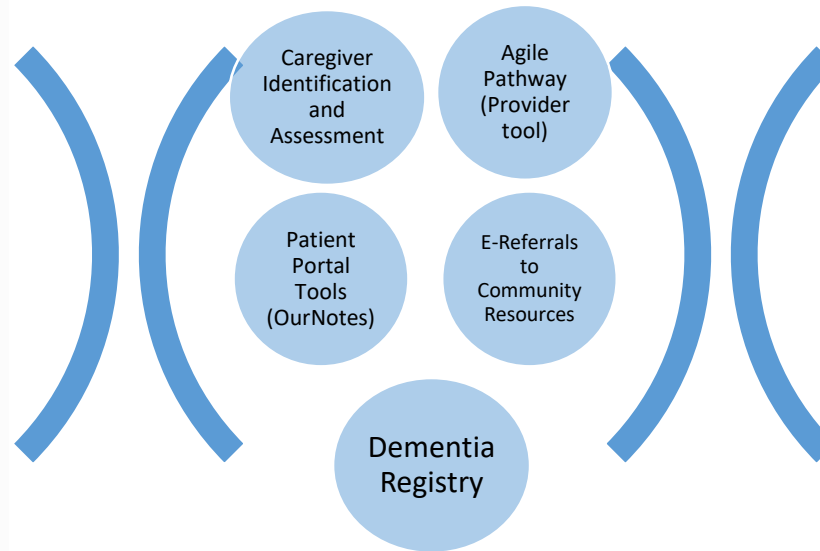 Caregiver
Identification
and
Assessment
Agile
Pathway
(Provider
tool)
Patient
Portal
Tools
(OurNotes)
E-Referrals
to
Community
Resources
Dementia
Registry